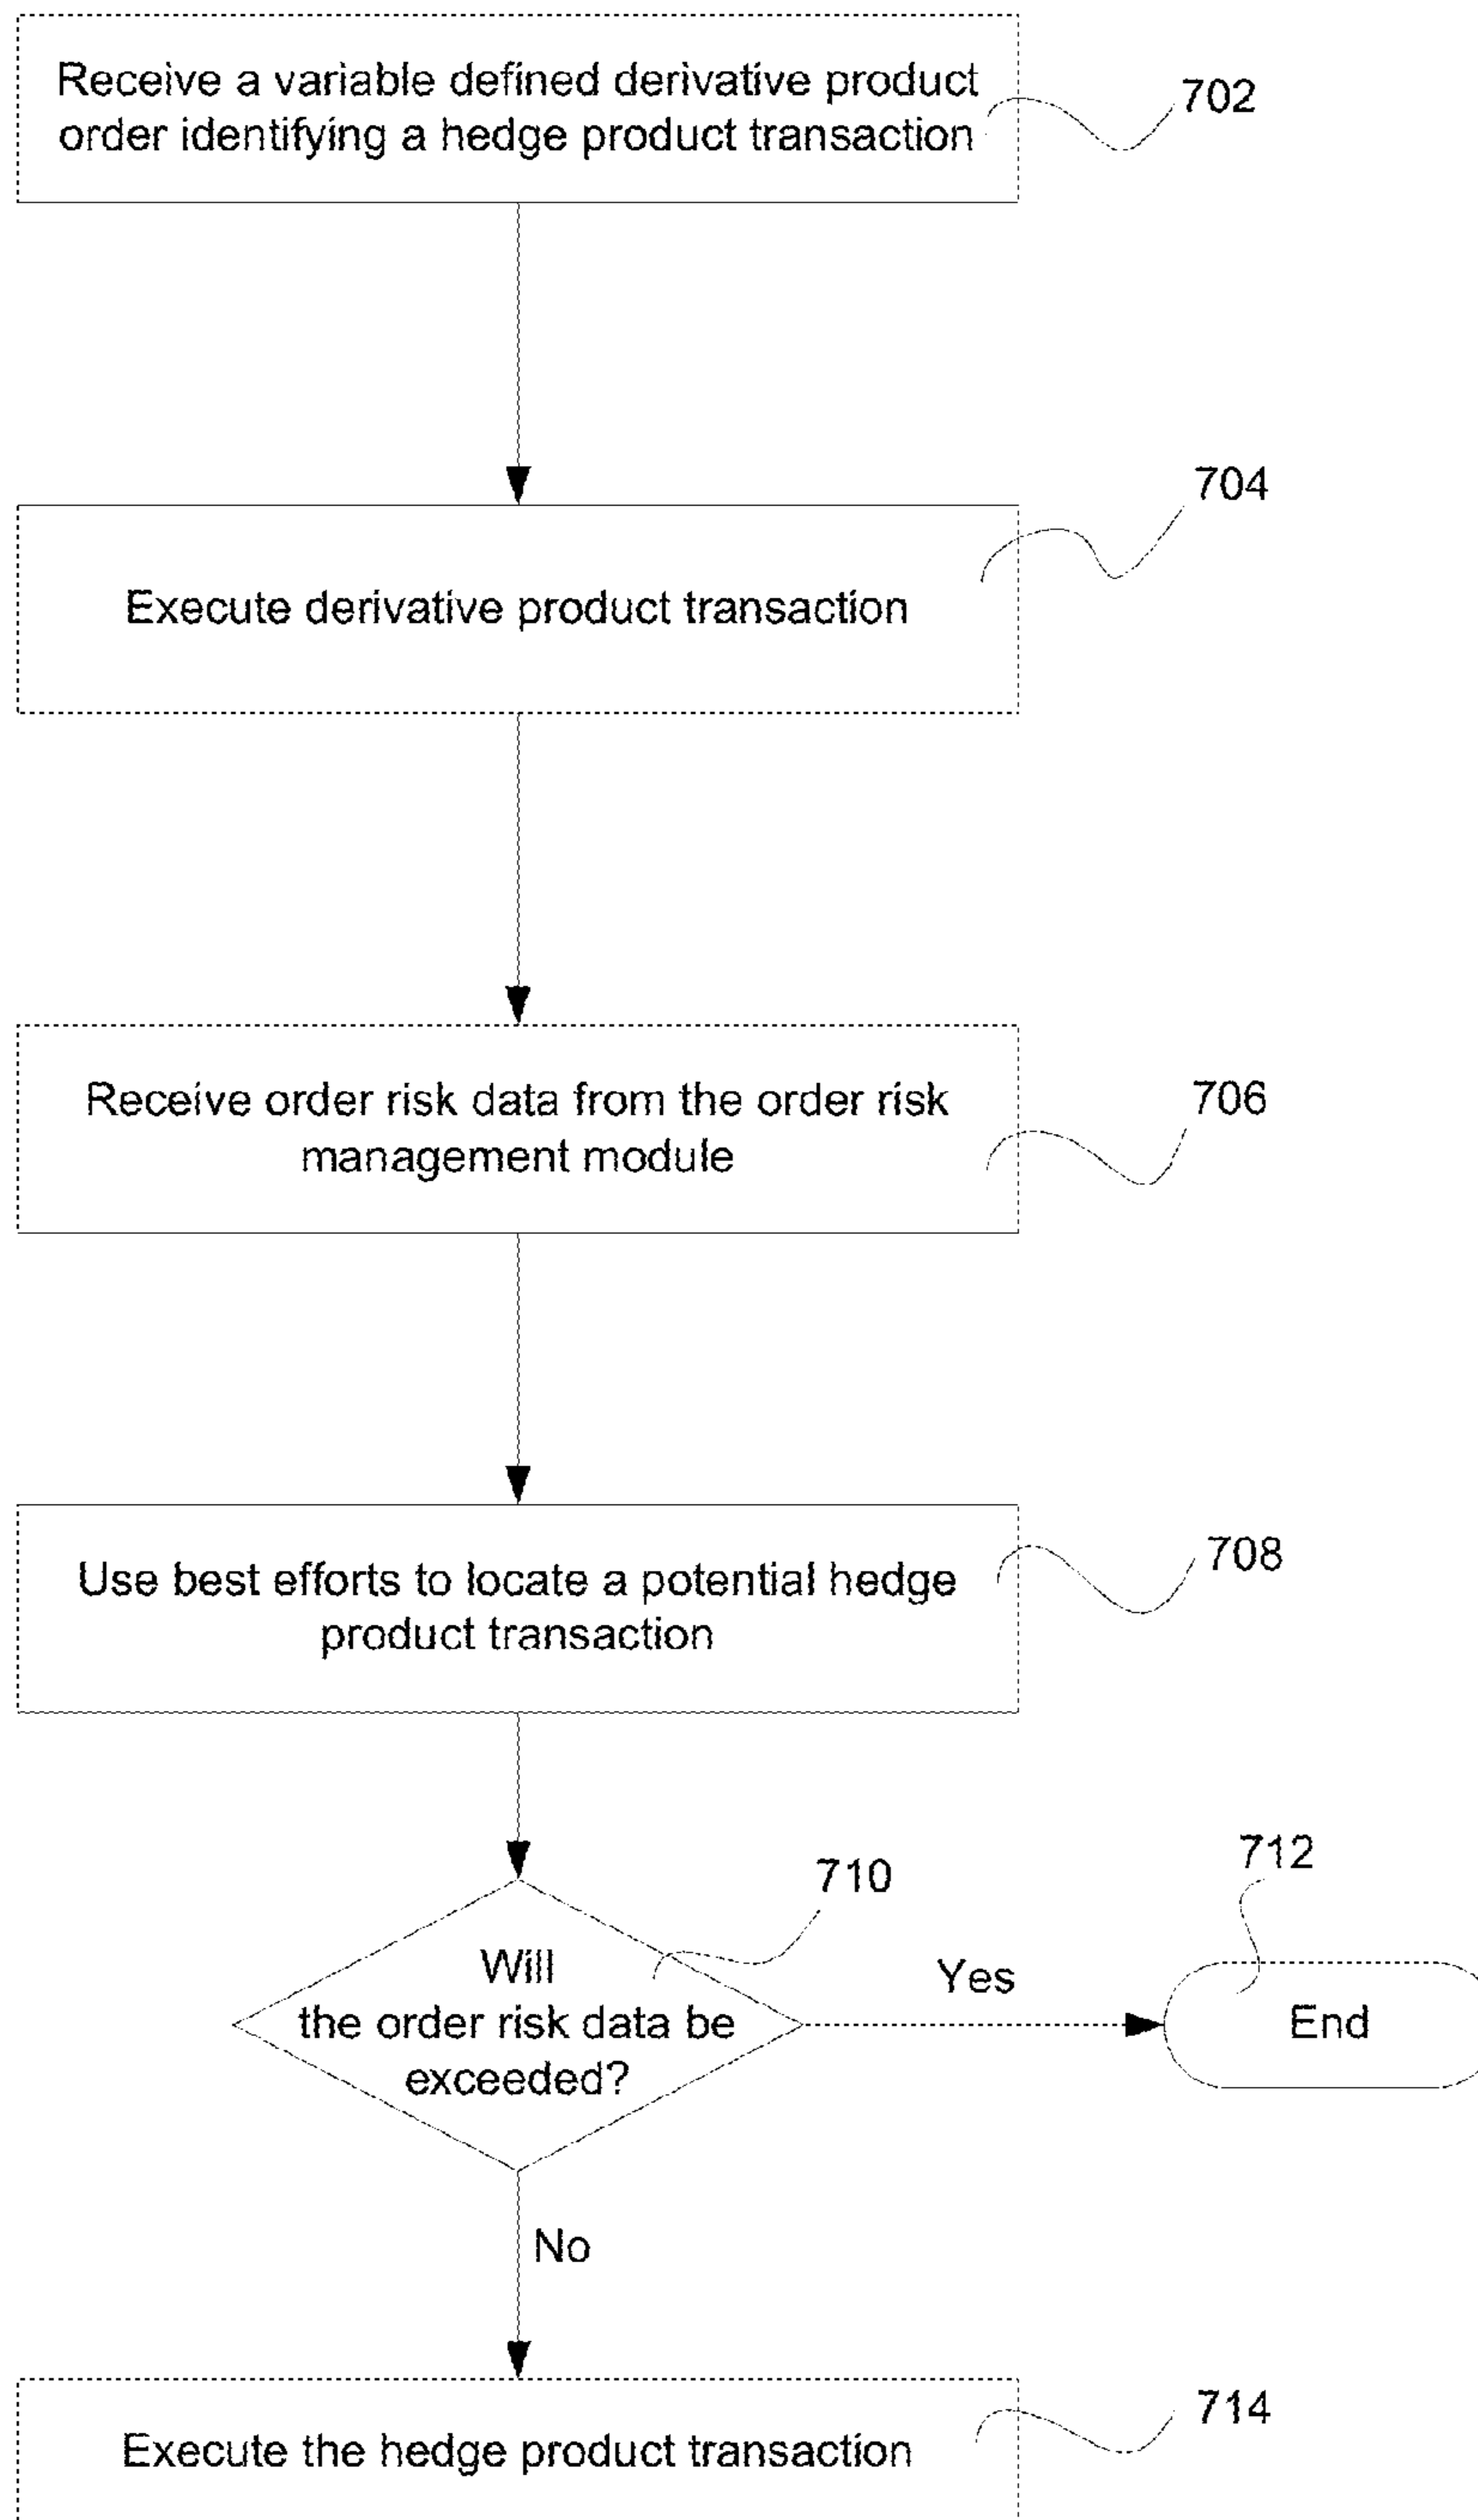 Receive a variable defined derivative product
order identifying a hedge product transaction
702
704
Execute derivative product transaction
Receive order risk data from the order risk
management module
706
Use best efforts to locate a potential hedge
product transaction
708
710
712
Will
the order risk data be
exceeded?
Yes
End
No
Execute the hedge product transaction
714